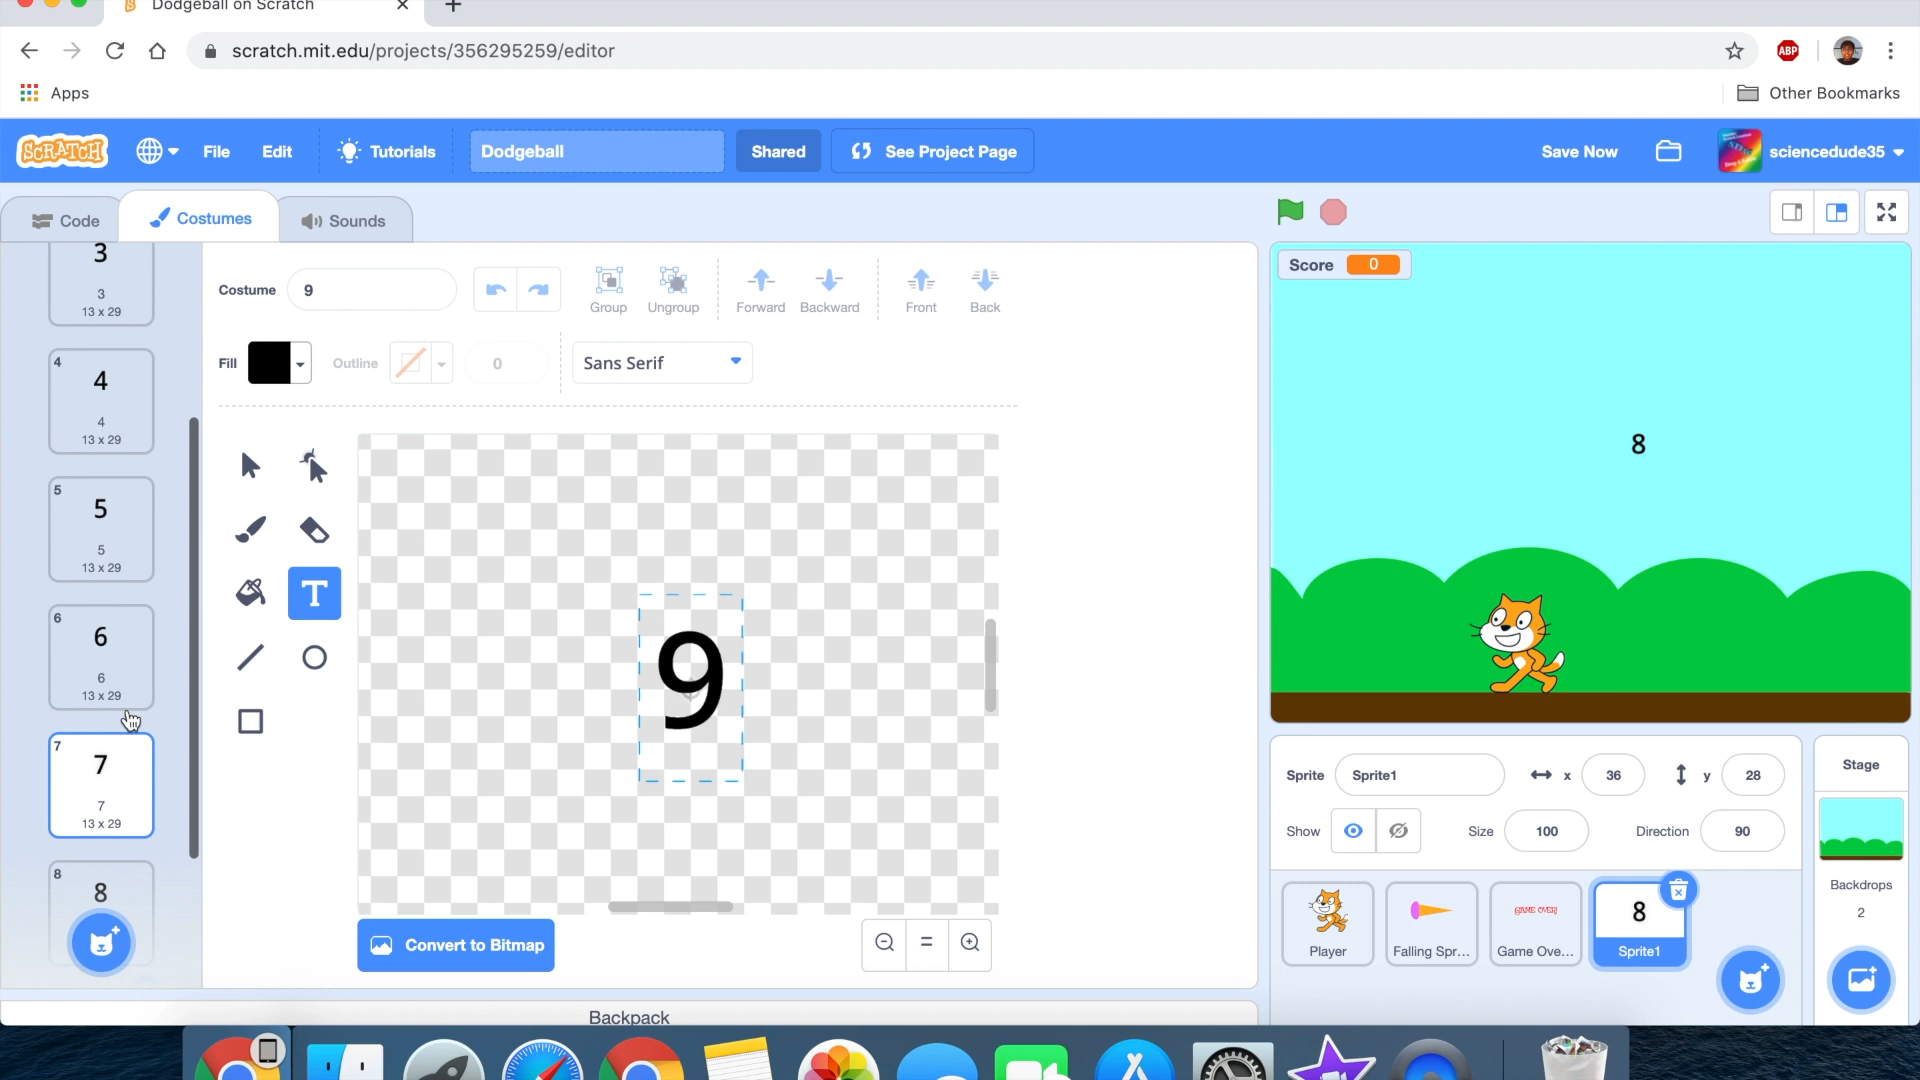 Dodgeball on Scratch
scratch.mit.edu/projects/356295259/editor
ABP
Apps
Other Bookmarks
SCRATCH
File
Edit
Tutorials
Dodgeball
Shared
See Project Page
Save Now
sciencedude35
Code
Costumes
Sounds
3
3
13 x 29
4
4
4
13 x 29
5
5
5
13 x 29
6
6
6
13 x 29
7
7
7
13 x 29
8
8
Costume
9
Group
Ungroup
Forward
Backward
Front
Back
Fill
Outline
0
Sans Serif
T
9
Convert to Bitmap
=
Backpack
Score 0
8
Sprite
Sprite1
x
36
y
28
Show
Size
100
Direction
90
Player
Falling Spr...
GAME OVER!
Game Ove...
8
Sprite1
Stage
Backdrops
2